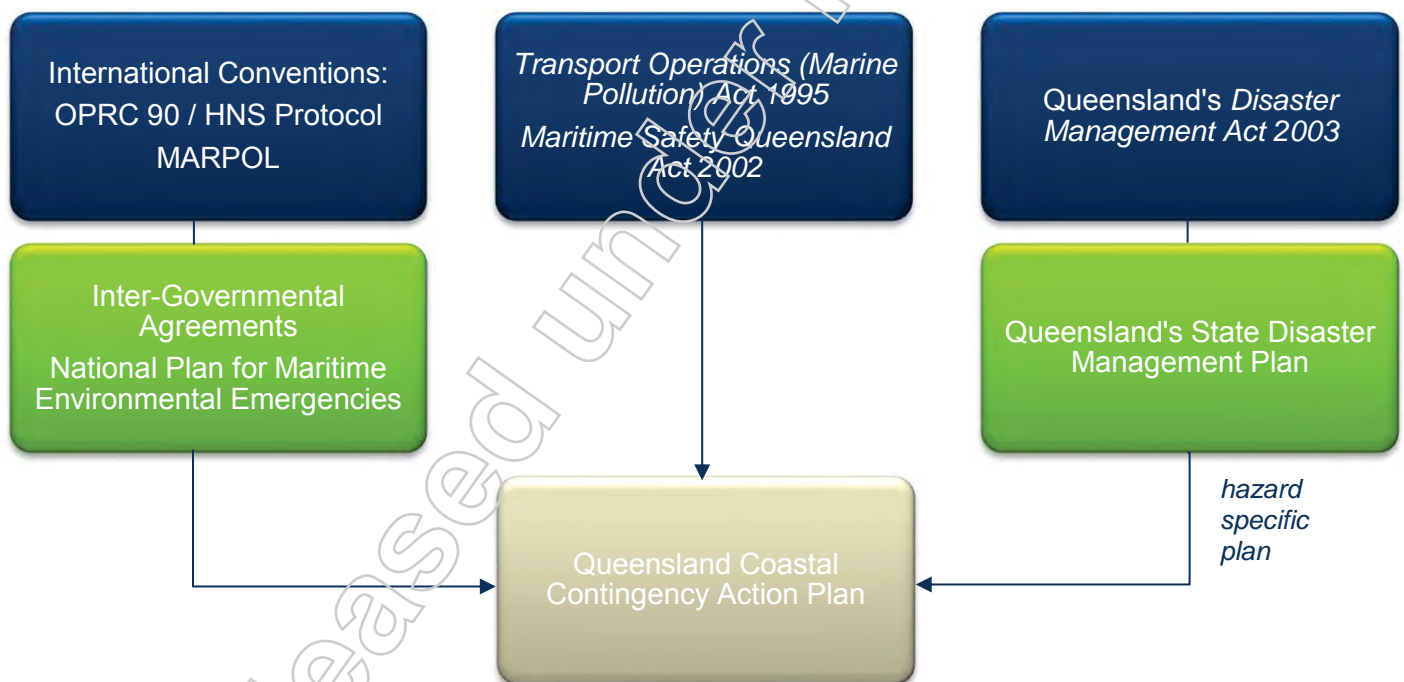 International Conventions:
OPRC 90 / HNS Protocol
MARPOL
Transport Operations (Marine
Pollution) Act 1995
Maritime Safety Queensland
Act 2002
Queensland's Disaster
Management Act 2003
Inter-Governmental
Agreements
National Plan for Maritime
Environmental Emergencies
Queensland's State Disaster
Management Plan
hazard
specific
plan
Queensland Coastal
Contingency Action Plan
under